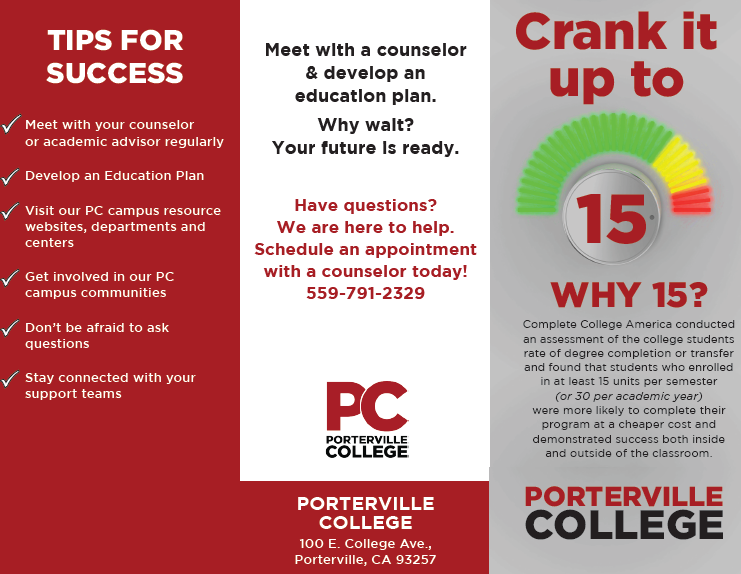 TIPS FOR
SUCCESS
Meet with your counselor
or academic advisor regularly
Develop an Education Plan
Visit our PC campus resource
websites, departments and
centers
Get involved in our PC
campus communities
Don't be afraid to ask
questions
Stay connected with your
support teams
Meet with a counselor
& develop an
education plan.
Why wait?
Your future is ready.
Have questions?
We are here to help.
Schedule an appointment
with a counselor today!
559-791-2329
PC
PORTERVILLE
COLLEGE
PORTERVILLE
COLLEGE
100 E. College Ave.,
Porterville, CA 93257
Crank it
up to
15
WHY 15?
Complete College America conducted
an assessment of the college students
rate of degree completion or transfer
and found that students who enrolled
in at least 15 units per semester
(or 30 per academic year)
were more likely to complete their
program at a cheaper cost and
demonstrated success both inside
and outside of the classroom.
PORTERVILLE
COLLEGE